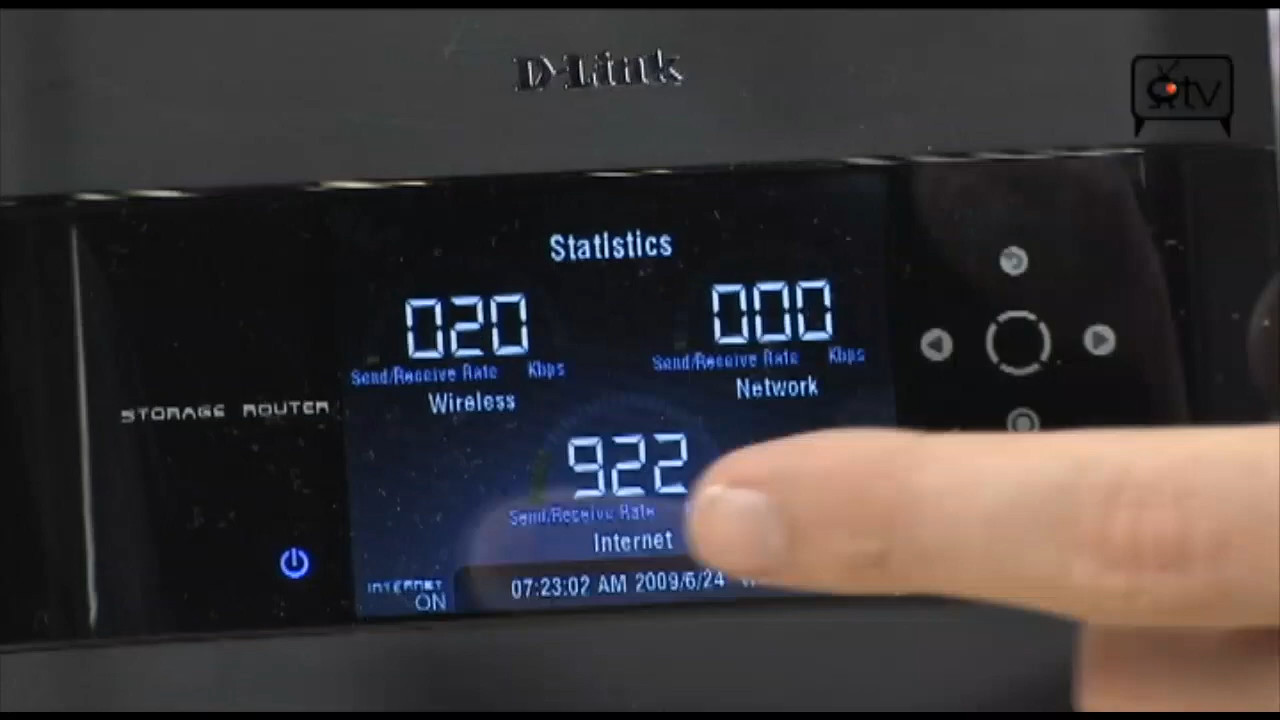 D-Link
tv
Statistics
020
000
Send/Receive Rate Kbps
Send/Receive Rate Kbps
Wireless
Network
STORAGE ROUTER
922
Send/Receive Rate
Internet
INTERNET
ON
07:23:02 AM 2009/6/24